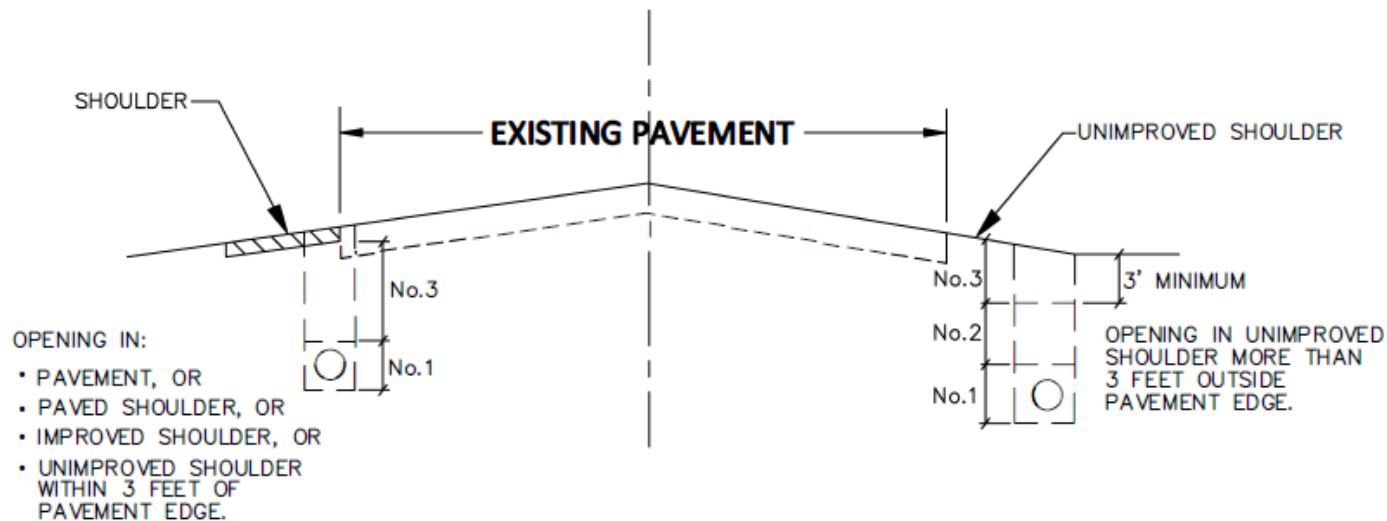 SHOULDER
EXISTING PAVEMENT
UNIMPROVED SHOULDER
No.3
No.1
OPENING IN:
• PAVEMENT, OR
• PAVED SHOULDER, OR
• IMPROVED SHOULDER, OR
• UNIMPROVED SHOULDER
WITHIN 3 FEET OF
PAVEMENT EDGE.
No.3
No.2
No.1
3' MINIMUM
OPENING IN UNIMPROVED
SHOULDER MORE THAN
3 FEET OUTSIDE
PAVEMENT EDGE.